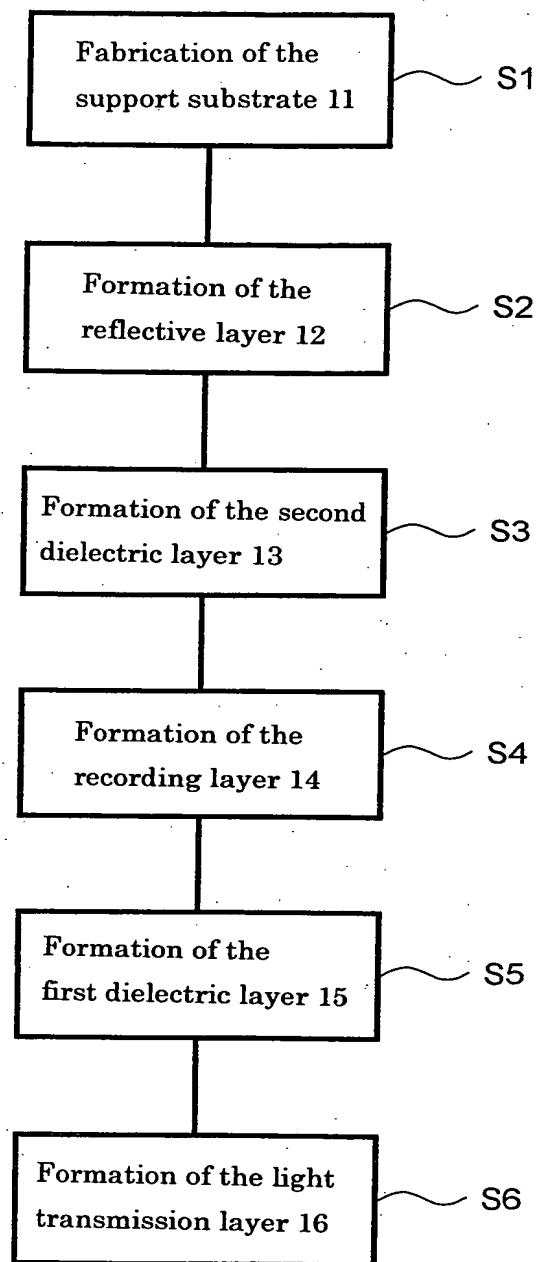 Fabrication of the
support substrate 11
S1
Formation of the
reflective layer 12
S2
Formation of the second
dielectric layer 13
S3
Formation of the
recording layer 14
S4
Formation of the
first dielectric layer 15
S5
Formation of the light
transmission layer 16
S6